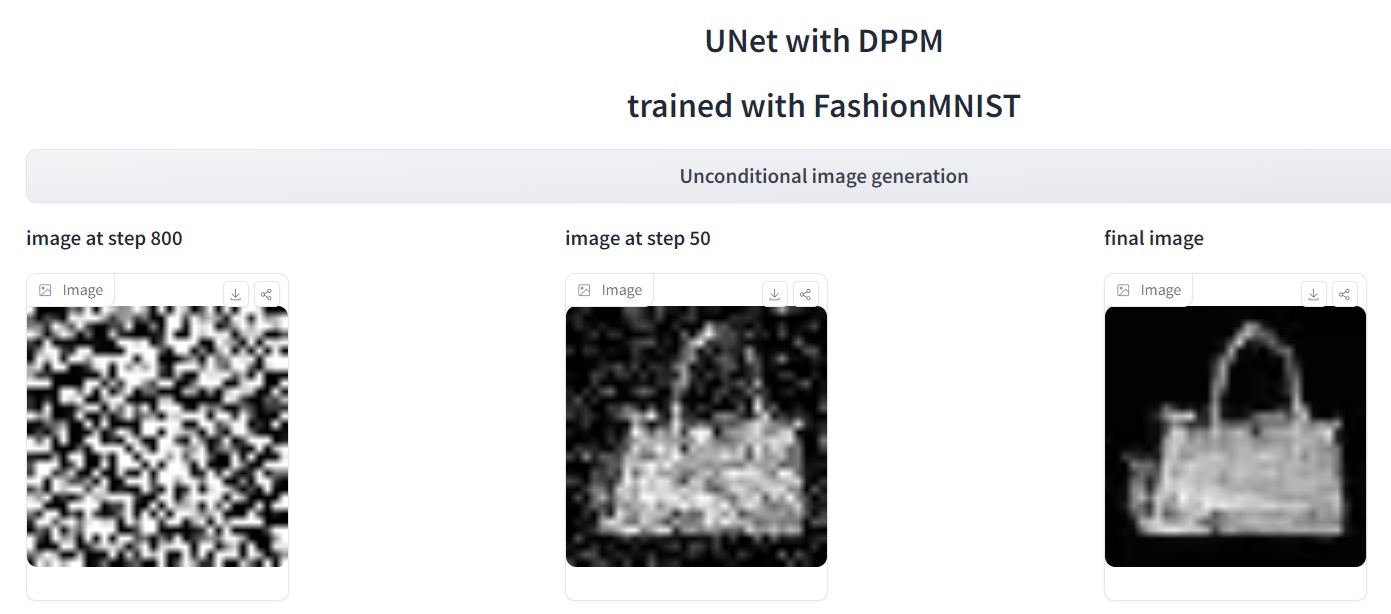 UNet with DPPM
trained with FashionMNIST
Unconditional image generation
image at step 800
image at step 50
final image
Image
Image
Image